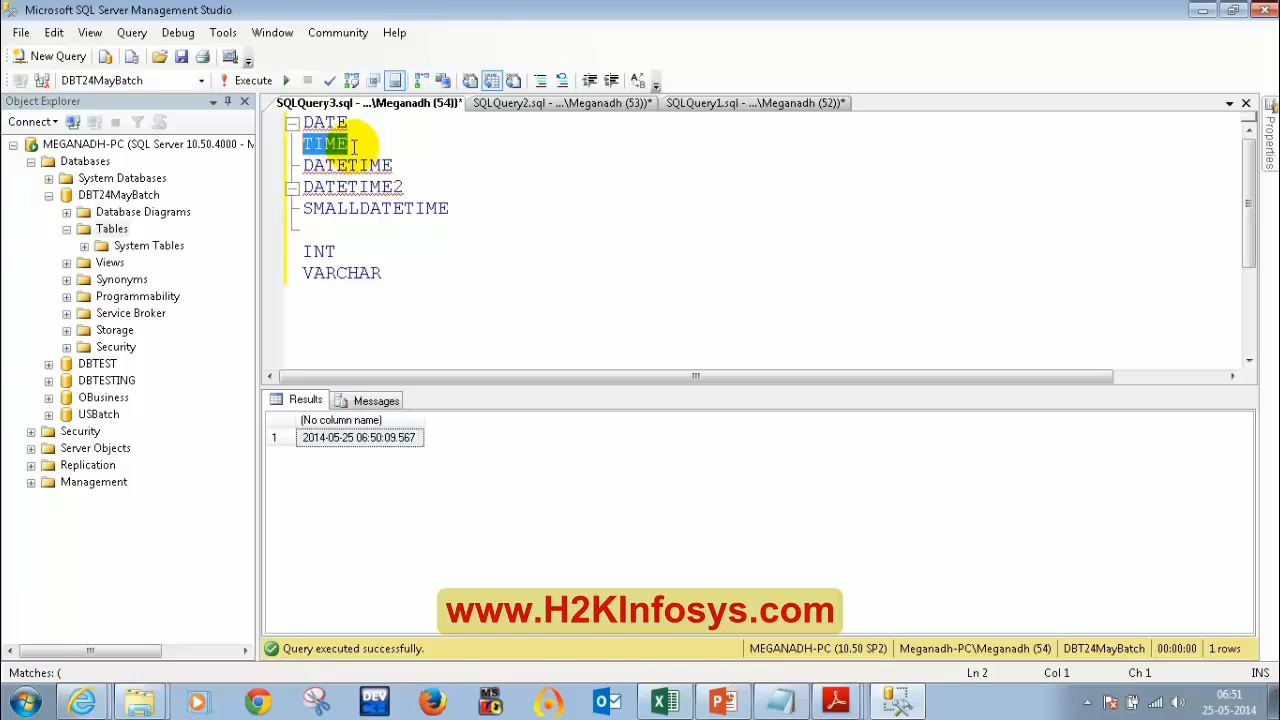 Microsoft SQL Server Management Studio
File Edit View Query Debug Tools Window Community Help
New Query
DBT24MayBatch Execute
Object Explorer
SQLQuery3.sql - ...\Meganadh (54))* SQLQuery2.sql - ...\Meganadh (53))* SQLQuery1.sql - ...\Meganadh (52))*
Connect
MEGANADH-PC (SQL Server 10.50.4000 - M
Databases
System Databases
DBT24MayBatch
Database Diagrams
Tables
System Tables
Views
Synonyms
Programmability
Service Broker
Storage
Security
DBTEST
DBTESTING
OBusiness
USBatch
Security
Server Objects
Replication
Management
DATE
TIME
DATETIME
DATETIME2
SMALLDATETIME
INT
VARCHAR
Properties
Results Messages
(No column name)
1 2014-05-25 06:50:09.567
www.H2KInfosys.com
Query executed successfully. MEGANADH-PC (10.50 SP2) Meganadh-PC\Meganadh (54) DBT24MayBatch 00:00:00 1 rows
Matches: ( Ln 2 Col 1 Ch 1 INS
DEV
MS
06:51
25-05-2014